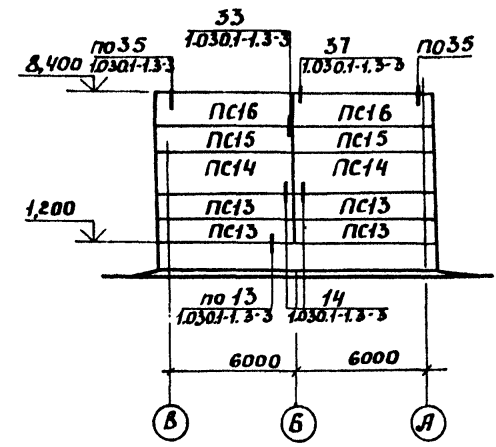 33
по35
1.030.1-1.3-3
1.030.1-1.3-3
37
1.030.1-1.3-3
по35
8,400
ПС16 ПС16
ПС15 ПС15
ПС14 ПС14
1,200
ПС13 ПС13
ПС13 ПС13
по 13
1.030.1-1.3-3
14
1.030.1-1.3-3
6000 6000
В Б А